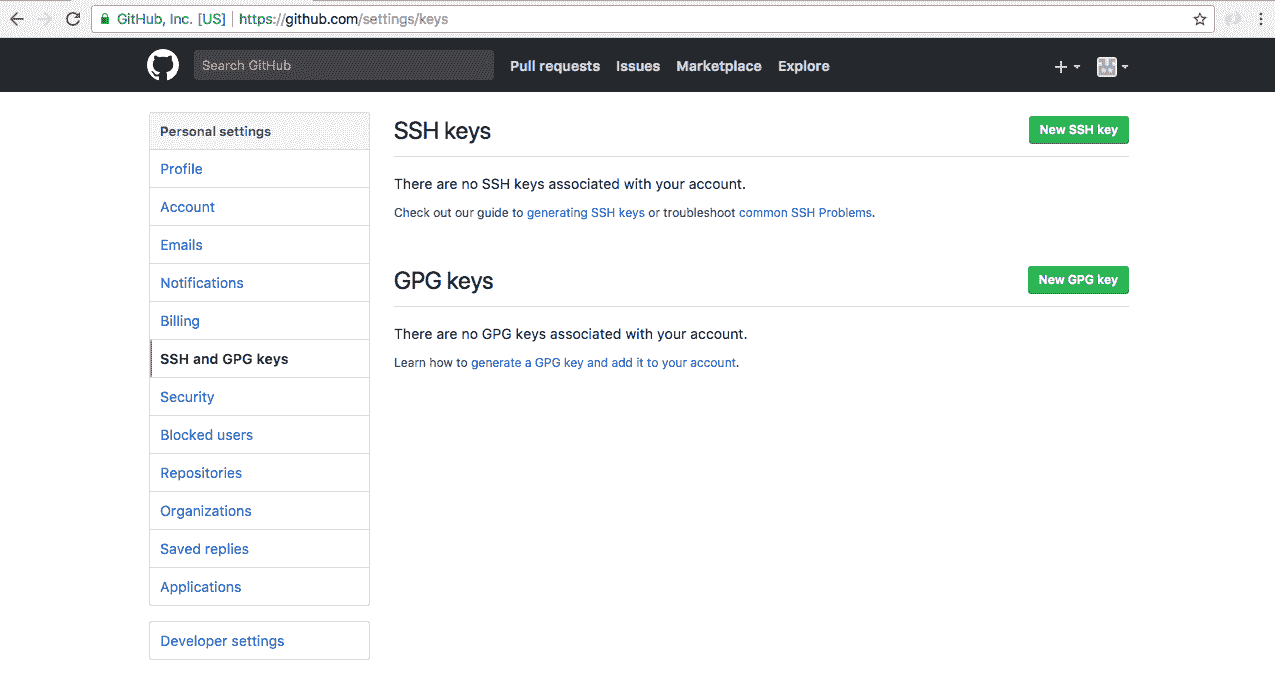 GitHub, Inc. [US] | https://github.com/settings/keys
Search GitHub
Pull requests Issues Marketplace Explore
Personal settings
Profile
Account
Emails
Notifications
Billing
SSH and GPG keys
Security
Blocked users
Repositories
Organizations
Saved replies
Applications
Developer settings
SSH keys
New SSH key
There are no SSH keys associated with your account.
Check out our guide to generating SSH keys or troubleshoot common SSH Problems.
GPG keys
New GPG key
There are no GPG keys associated with your account.
Learn how to generate a GPG key and add it to your account.